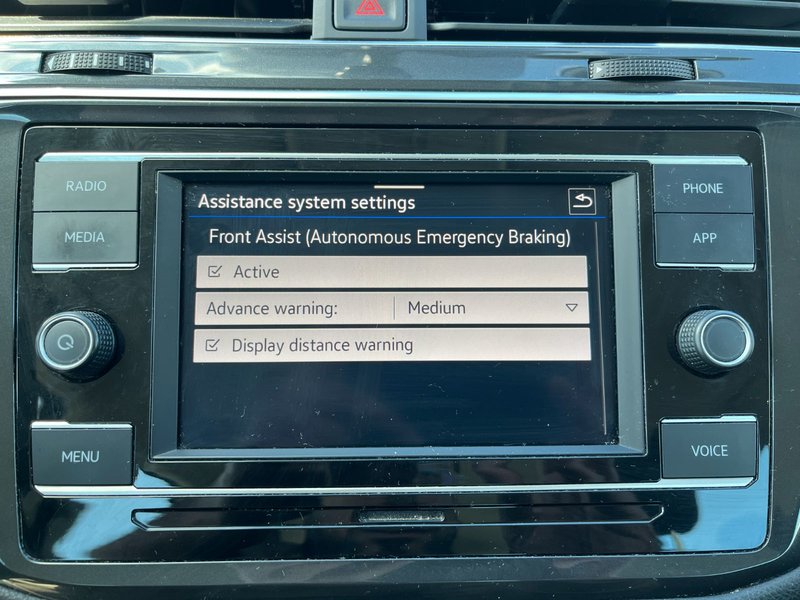 RADIO
MEDIA
MENU
Assistance system settings
Front Assist (Autonomous Emergency Braking)
Active
Advance warning: Medium
Display distance warning
PHONE
APP
VOICE